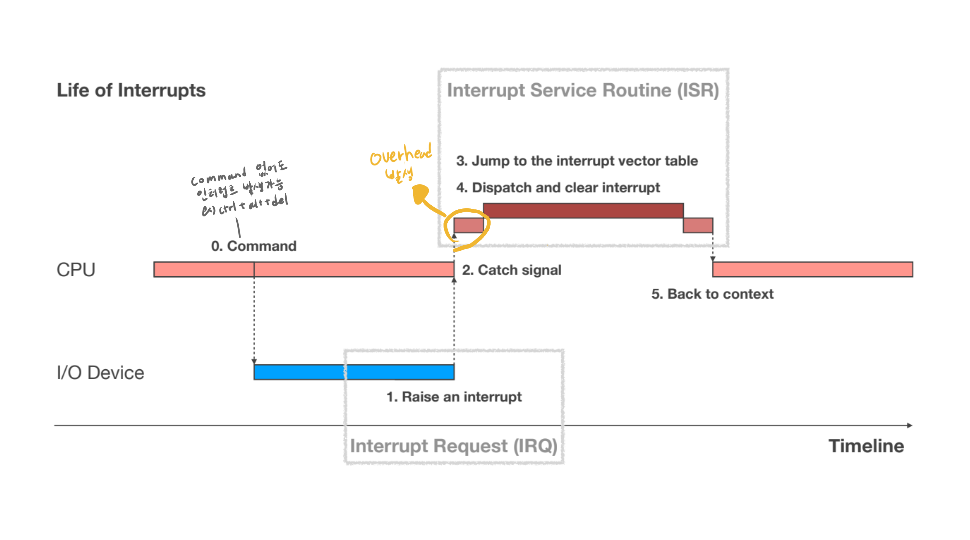 Life of Interrupts
Interrupt Service Routine (ISR)
Overhead
발생
3. Jump to the interrupt vector table
4. Dispatch and clear interrupt
Command 없어도
인터럽트 발생가능
ex) ctrl + alt + del
0. Command
CPU
2. Catch signal
5. Back to context
I/O Device
1. Raise an interrupt
Interrupt Request (IRQ)
Timeline